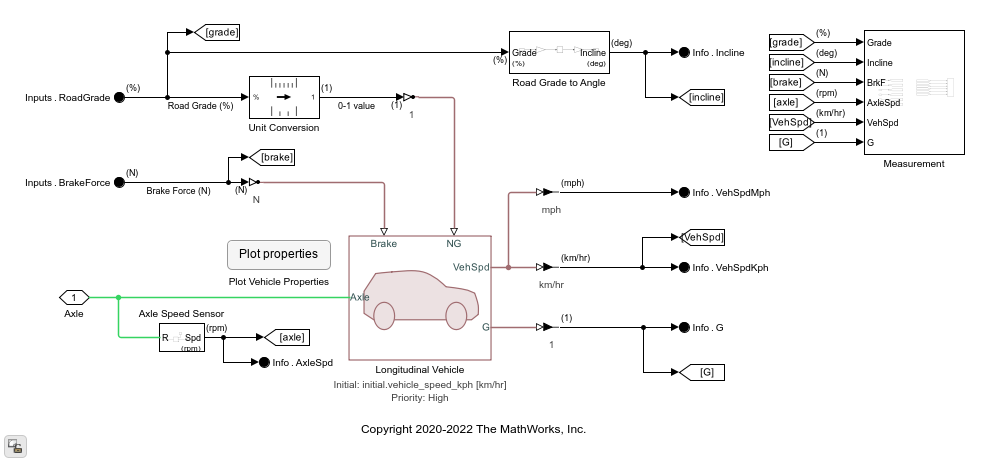 [grade]
(%)
Inputs . RoadGrade
Road Grade (%)
%
1
Unit Conversion
(1)
0-1 value
(1)
1
(%)
Grade
(%)
Incline
(deg)
Road Grade to Angle
(deg)
Info . Incline
[incline]
[grade]
(%)
Grade
[incline]
(deg)
Incline
[brake]
(N)
BrkF
[axle]
(rpm)
AxleSpd
[VehSpd]
(km/hr)
VehSpd
[G]
(1)
G
Measurement
[brake]
(N)
Inputs . BrakeForce
Brake Force (N)
(N)
N
Plot properties
Plot Vehicle Properties
Brake
NG
VehSpd
Axle
G
Longitudinal Vehicle
Initial: initial.vehicle_speed_kph [km/hr]
Priority: High
(mph)
mph
Info . VehSpdMph
(km/hr)
km/hr
[VehSpd]
Info . VehSpdKph
(1)
1
Info . G
[G]
1
Axle
Axle Speed Sensor
R
Spd
(rpm)
(rpm)
[axle]
Info . AxleSpd
Copyright 2020-2022 The MathWorks, Inc.